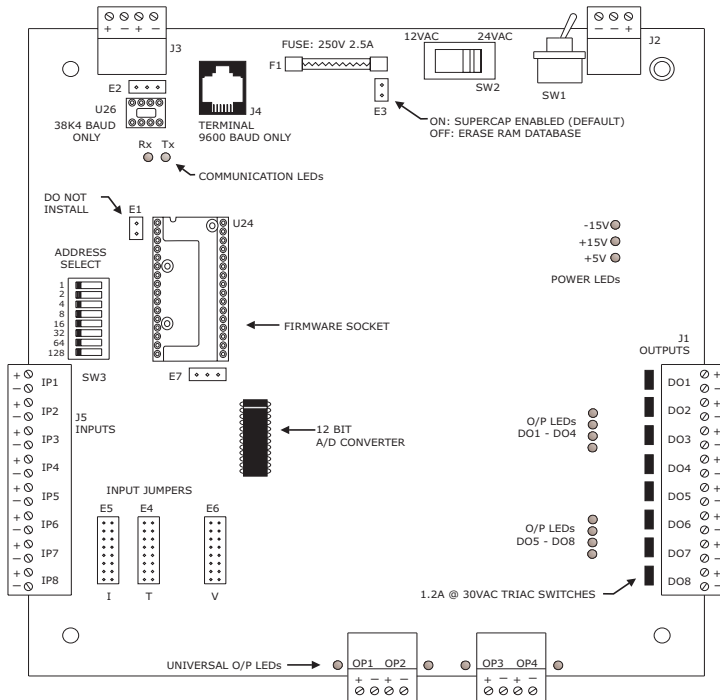 + − + −
J3
FUSE: 250V 2.5A
F1
12VAC 24VAC
SW2
SW1
J2
+ − +
E2
U26
38K4 BAUD
ONLY
J4
TERMINAL
9600 BAUD ONLY
E3
ON: SUPERCAP ENABLED (DEFAULT)
OFF: ERASE RAM DATABASE
Rx Tx
COMMUNICATION LEDs
DO NOT
INSTALL
E1
U24
ADDRESS
SELECT
1
2
4
8
16
32
64
128
SW3
FIRMWARE SOCKET
E7
-15V
+15V
+5V
POWER LEDs
J1
OUTPUTS
J5
INPUTS
+ IP1
−
+ IP2
−
+ IP3
−
+ IP4
−
+ IP5
−
+ IP6
−
+ IP7
−
+ IP8
−
12 BIT
A/D CONVERTER
O/P LEDs
DO1 - DO4
O/P LEDs
DO5 - DO8
DO1 +
−
DO2 +
−
DO3 +
−
DO4 +
−
DO5 +
−
DO6 +
−
DO7 +
−
DO8 +
−
INPUT JUMPERS
E5 E4 E6
I T V
1.2A @ 30VAC TRIAC SWITCHES
UNIVERSAL O/P LEDs
OP1 OP2
+ − + −
OP3 OP4
+ − + −